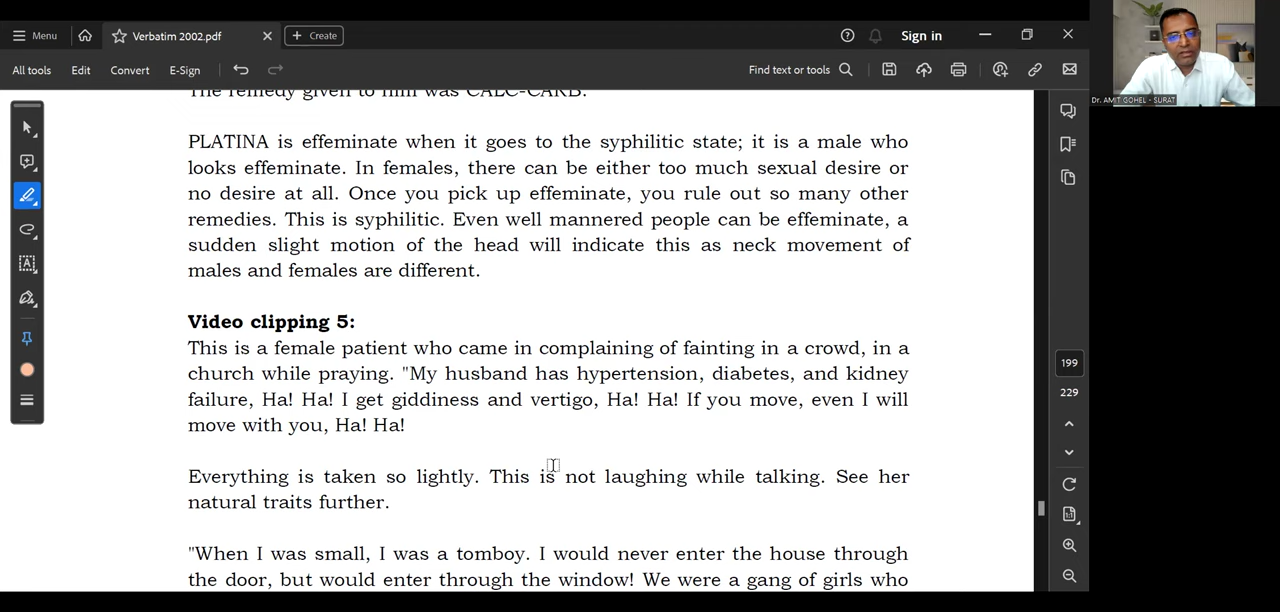 Menu
Verbatim 2002.pdf
Create
Sign in
All tools
Edit
Convert
E-Sign
Find text or tools
Dr. AMIT GOHEL - SURAT
The remedy given to him was CALC-CARB.
PLATINA is effeminate when it goes to the syphilitic state; it is a male who
looks effeminate. In females, there can be either too much sexual desire or
no desire at all. Once you pick up effeminate, you rule out so many other
remedies. This is syphilitic. Even well mannered people can be effeminate, a
sudden slight motion of the head will indicate this as neck movement of
males and females are different.
Video clipping 5:
This is a female patient who came in complaining of fainting in a crowd, in a
church while praying. "My husband has hypertension, diabetes, and kidney
failure, Ha! Ha! I get giddiness and vertigo, Ha! Ha! If you move, even I will
move with you, Ha! Ha!
Everything is taken so lightly. This is not laughing while talking. See her
natural traits further.
"When I was small, I was a tomboy. I would never enter the house through
the door, but would enter through the window! We were a gang of girls who
199
229
1:1